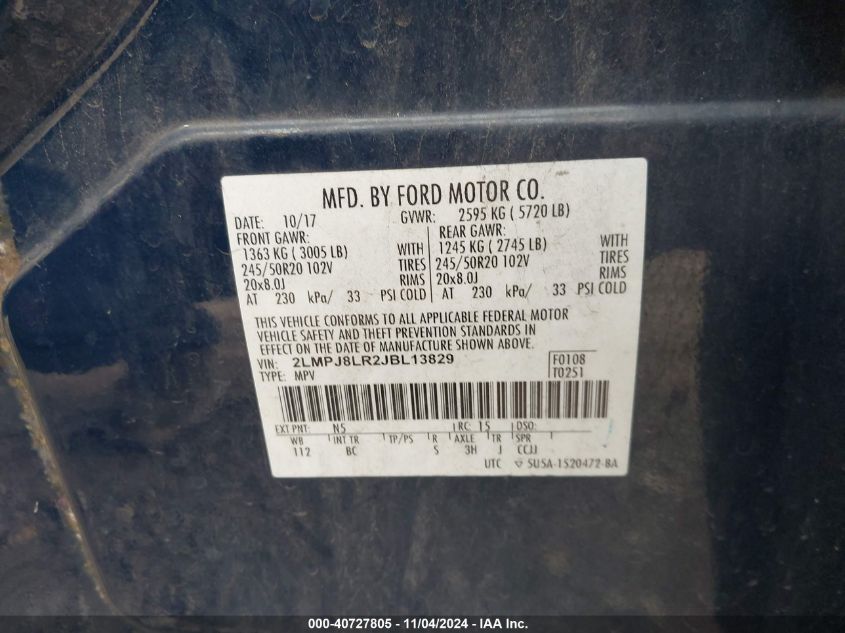 MFD. BY FORD MOTOR CO.
DATE: 10/17 GVWR: 2595 KG ( 5720 LB)
FRONT GAWR: REAR GAWR:
1363 KG ( 3005 LB) WITH 1245 KG ( 2745 LB) WITH
245/50R20 102V TIRES 245/50R20 102V TIRES
20x8.0J RIMS 20x8.0J RIMS
AT 230 kPa/ 33 PSI COLD AT 230 kPa/ 33 PSI COLD
THIS VEHICLE CONFORMS TO ALL APPLICABLE FEDERAL MOTOR
VEHICLE SAFETY AND THEFT PREVENTION STANDARDS IN
EFFECT ON THE DATE OF MANUFACTURE SHOWN ABOVE.
VIN: 2LMPJ8LR2JBL13829 F0108
TYPE: MPV T0251
EXT PNT: N5 RC: 15 DSO:
WB INT TR TP/PS R AXLE TR SPR
112 BC S 3H J CCJJ
UTC 5U5A-1520472-BA
000-40727805 - 11/04/2024 - IAA Inc.